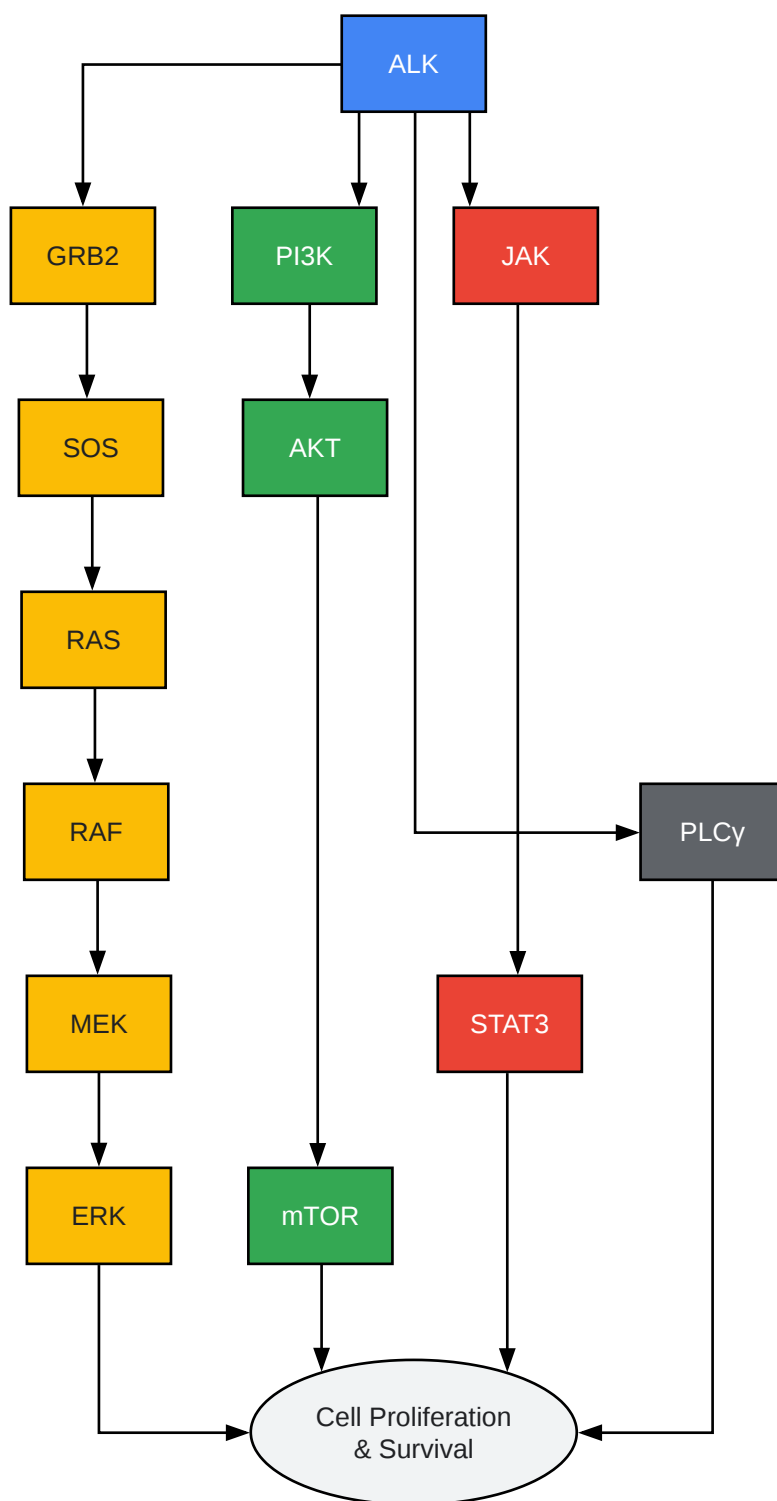 ALK
GRB2
PI3K
JAK
SOS
AKT
RAS
RAF
PLCγ
MEK
STAT3
ERK
mTOR
Cell Proliferation
& Survival